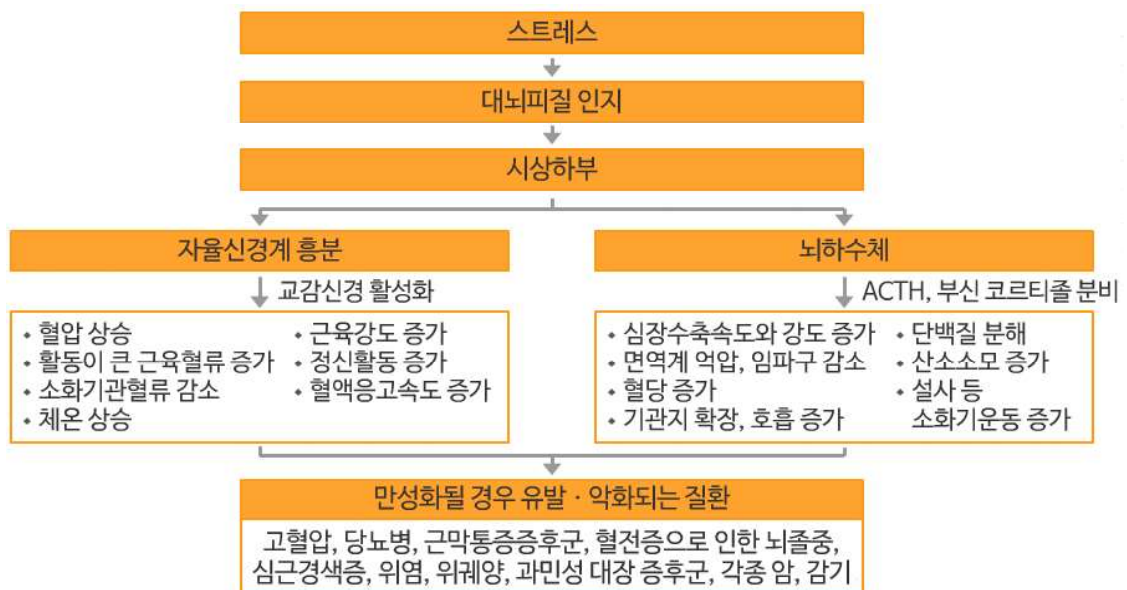 스트레스
대뇌피질 인지
시상하부
자율신경계 흥분
교감신경 활성화
• 혈압 상승
• 활동이 큰 근육혈류 증가
• 소화기관혈류 감소
• 체온 상승
• 근육강도 증가
• 정신활동 증가
• 혈액응고속도 증가
뇌하수체
ACTH, 부신 코르티졸 분비
• 심장수축속도와 강도 증가
• 면역계 억압, 임파구 감소
• 혈당 증가
• 기관지 확장, 호흡 증가
• 단백질 분해
• 산소소모 증가
• 설사 등
소화기운동 증가
만성화될 경우 유발 · 악화되는 질환
고혈압, 당뇨병, 근막통증증후군, 혈전증으로 인한 뇌졸중,
심근경색증, 위염, 위궤양, 과민성 대장 증후군, 각종 암, 감기